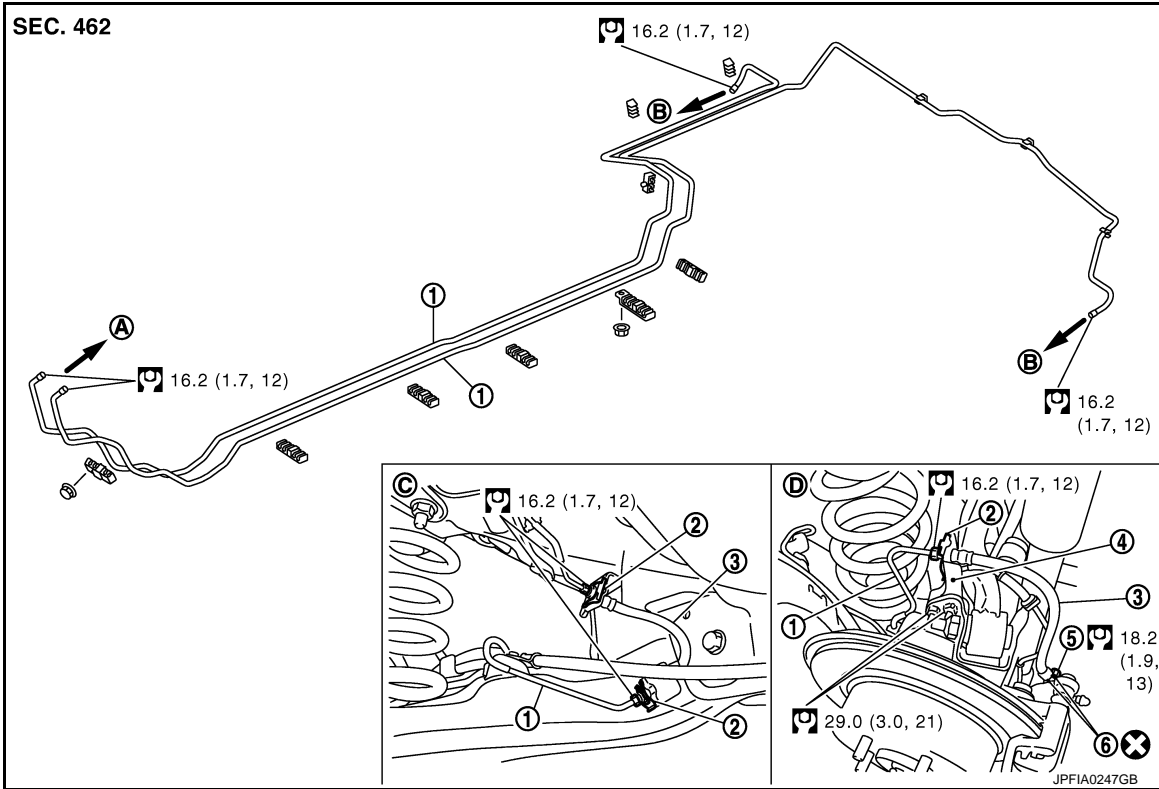 SEC. 462
16.2 (1.7, 12)
B
A
16.2 (1.7, 12)
1
1
B
16.2
(1.7, 12)
C
16.2 (1.7, 12)
2
3
1
2
D
16.2 (1.7, 12)
2
4
3
1
5
18.2
(1.9,
13)
29.0 (3.0, 21)
6
JPFIA0247GB